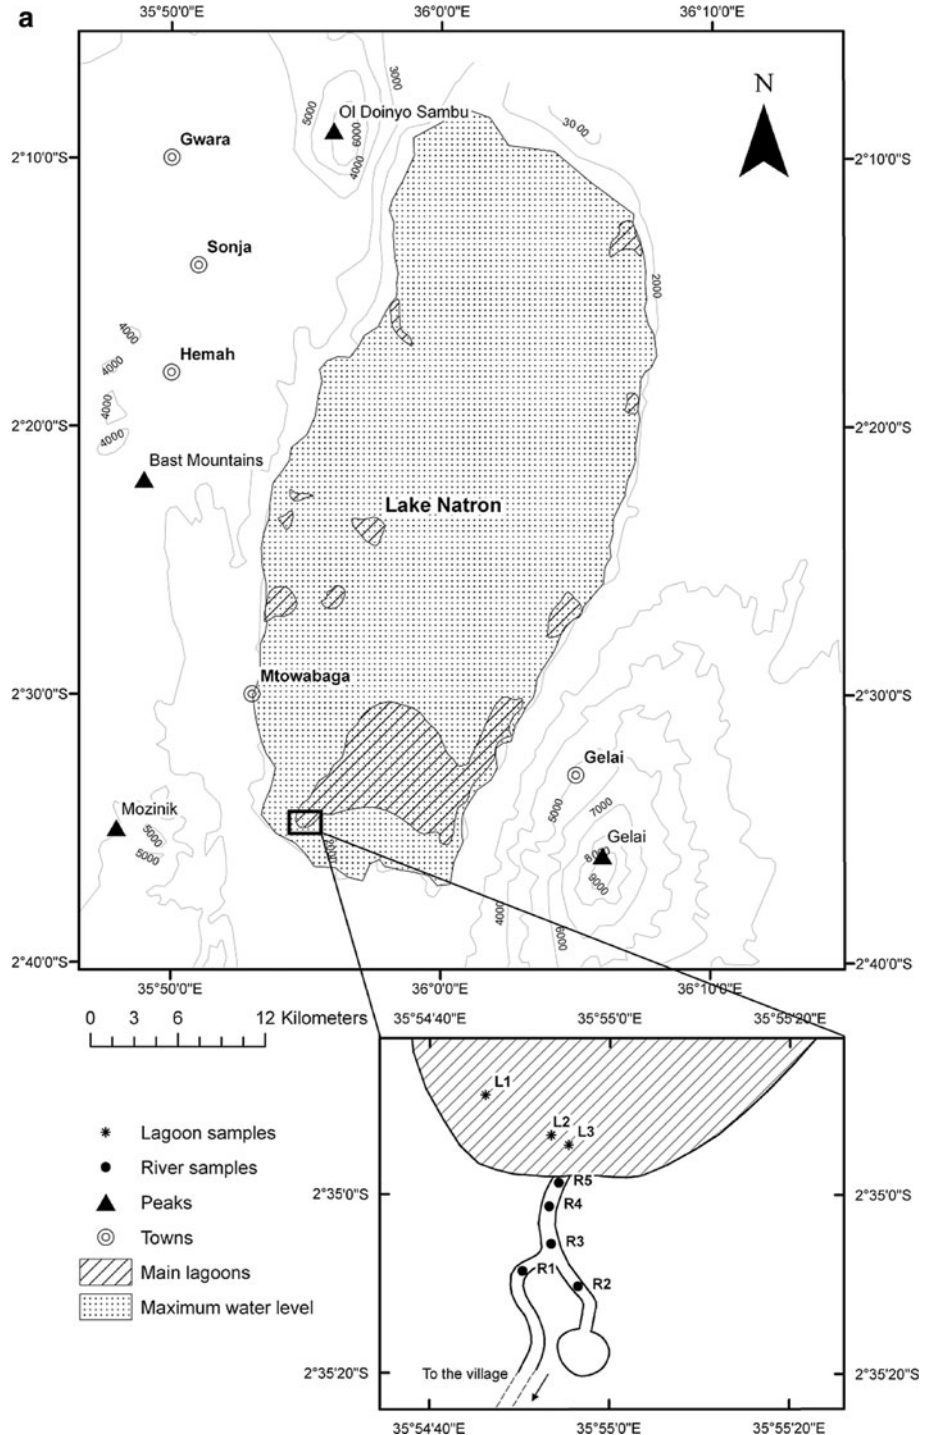 a
35°50'0"E
36°0'0"E
36°10'0"E
N
3000
5000
Ol Doinyo Sambu
6000
4000
30 00
Gwara
2°10'0"S
2°10'0"S
Sonja
2000
4000
Hemah
4000
4000
4000
2°20'0"S
2°20'0"S
Bast Mountains
Lake Natron
Mtowabaga
2°30'0"S
2°30'0"S
Gelai
5000
7000
Mozinik
5000
5000
2000
Gelai
9000
6000
2°40'0"S
2°40'0"S
35°50'0"E
36°0'0"E
36°10'0"E
0 3 6 12 Kilometers
35°54'40"E
35°55'0"E
35°55'20"E
L1
L2
L3
Lagoon samples
River samples
Peaks
Towns
Main lagoons
Maximum water level
R5
2°35'0"S
2°35'0"S
R4
R3
R1
R2
To the village
2°35'20"S
2°35'20"S
35°54'40"E
35°55'0"E
35°55'20"E